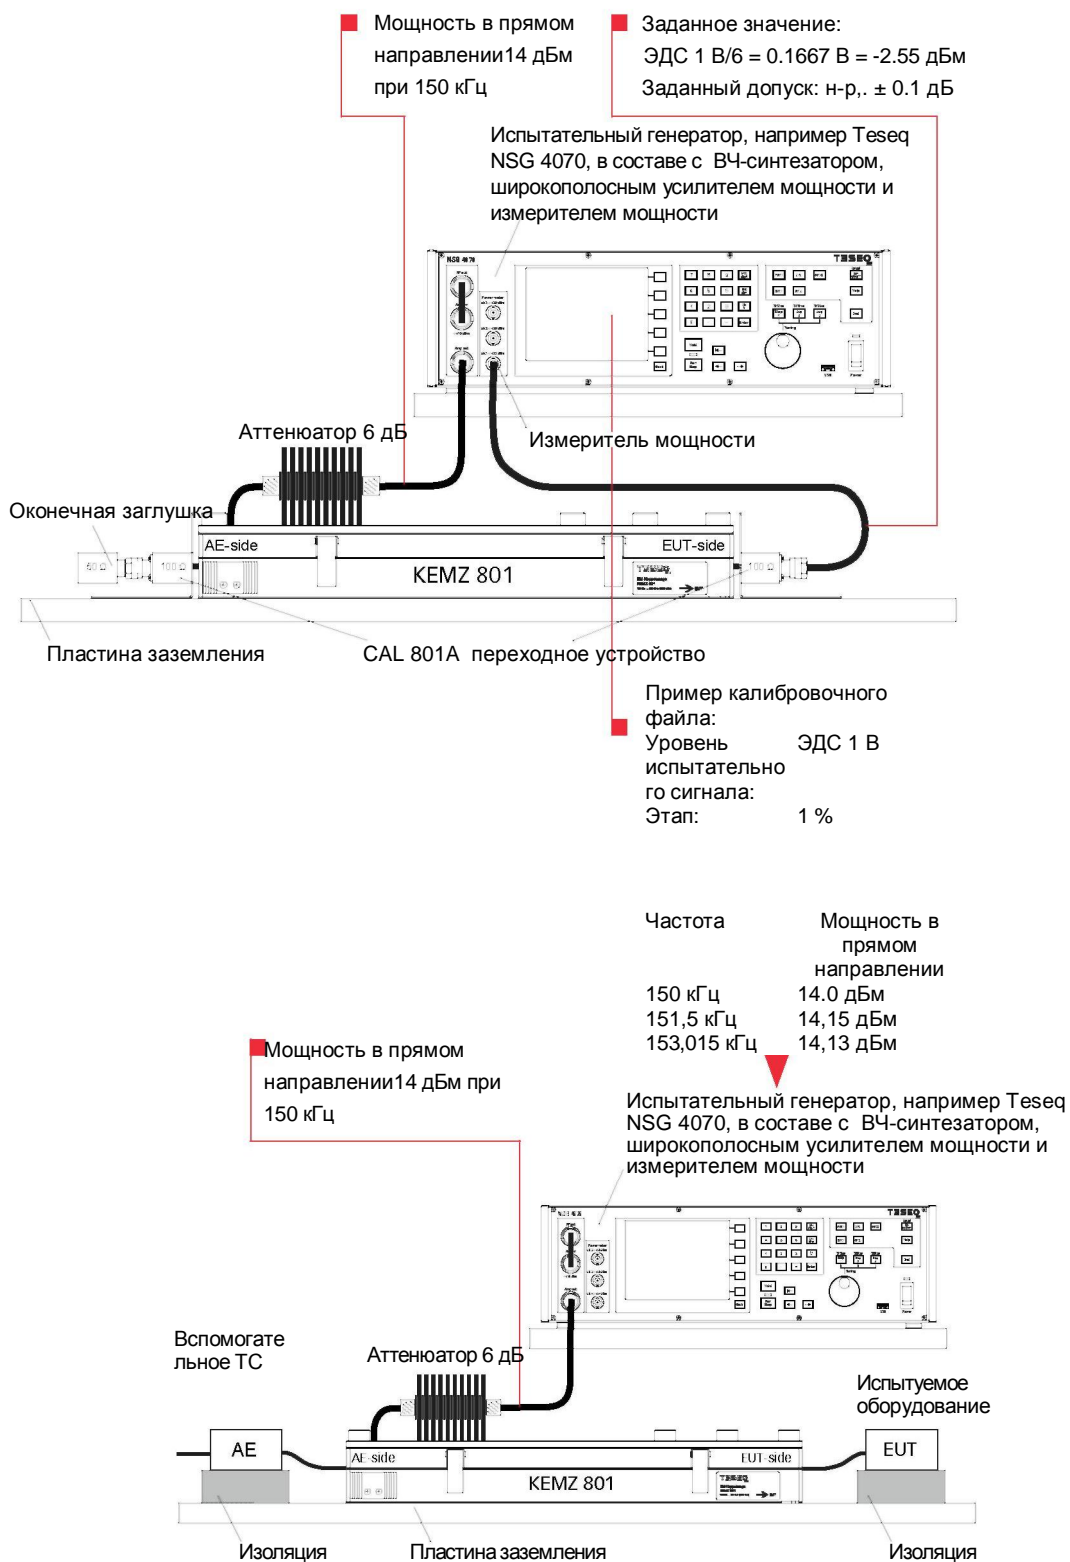 Мощность в прямом
направлении14 дБм
при 150 кГц
Заданное значение:
ЭДС 1 В/6 = 0.1667 В = -2.55 дБм
Заданный допуск: н-р,. ± 0.1 дБ
Испытательный генератор, например Teseq
NSG 4070, в составе с ВЧ-синтезатором,
широкополосным усилителем мощности и
измерителем мощности
NSG 4070
TESEQ
Аттенюатор 6 дБ
Измеритель мощности
Оконечная заглушка
AE-side
EUT-side
50 Ω
100 Ω
100 Ω
KEMZ 801
Пластина заземления
CAL 801A переходное устройство
Пример калибровочного
файла:
Уровень ЭДС 1 В
испытательно
го сигнала:
Этап: 1 %
Частота Мощность в
прямом
направлении
150 кГц 14.0 дБм
151,5 кГц 14,15 дБм
153,015 кГц 14,13 дБм
Мощность в прямом
направлении14 дБм при
150 кГц
Испытательный генератор, например Teseq
NSG 4070, в составе с ВЧ-синтезатором,
широкополосным усилителем мощности и
измерителем мощности
TESEQ
Вспомогате
льное ТС
Аттенюатор 6 дБ
Испытуемое
оборудование
AE
AE-side
EUT-side
EUT
KEMZ 801
TESEQ
Изоляция
Пластина заземления
Изоляция